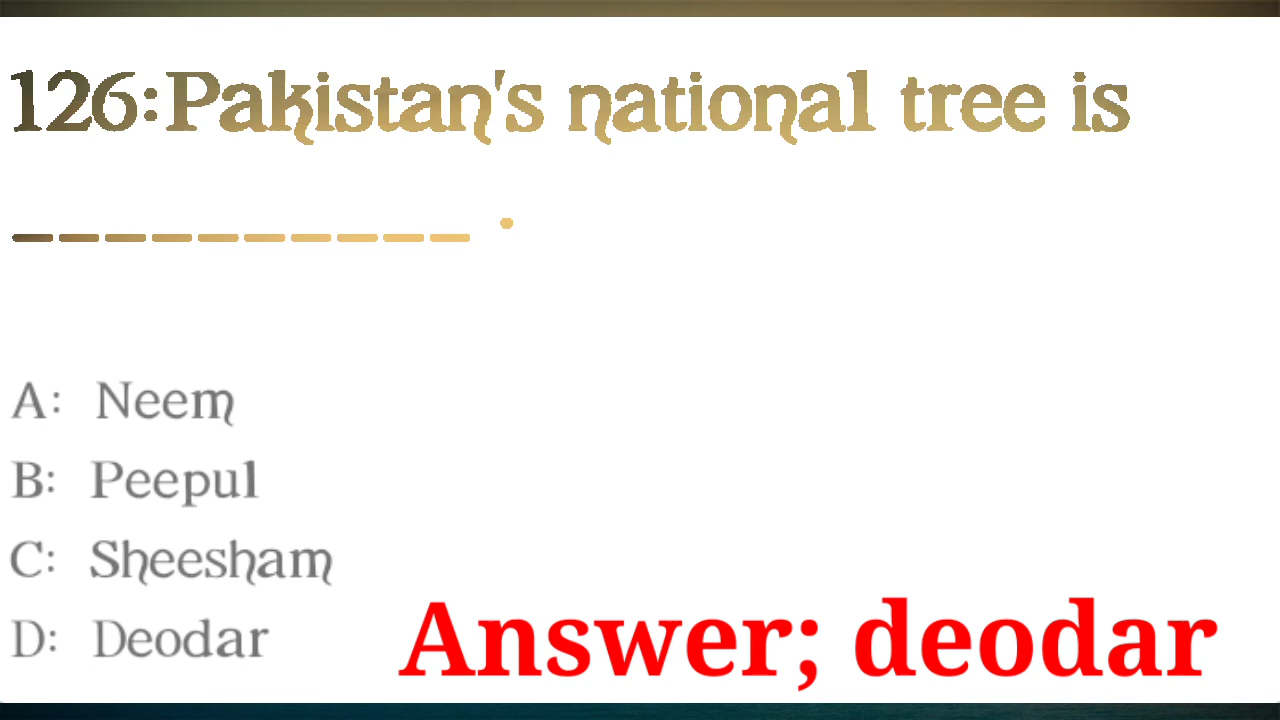 126:Pakistan's national tree is
__________ .
A: Neem
B: Peepul
C: Sheesham
D: Deodar
Answer; deodar